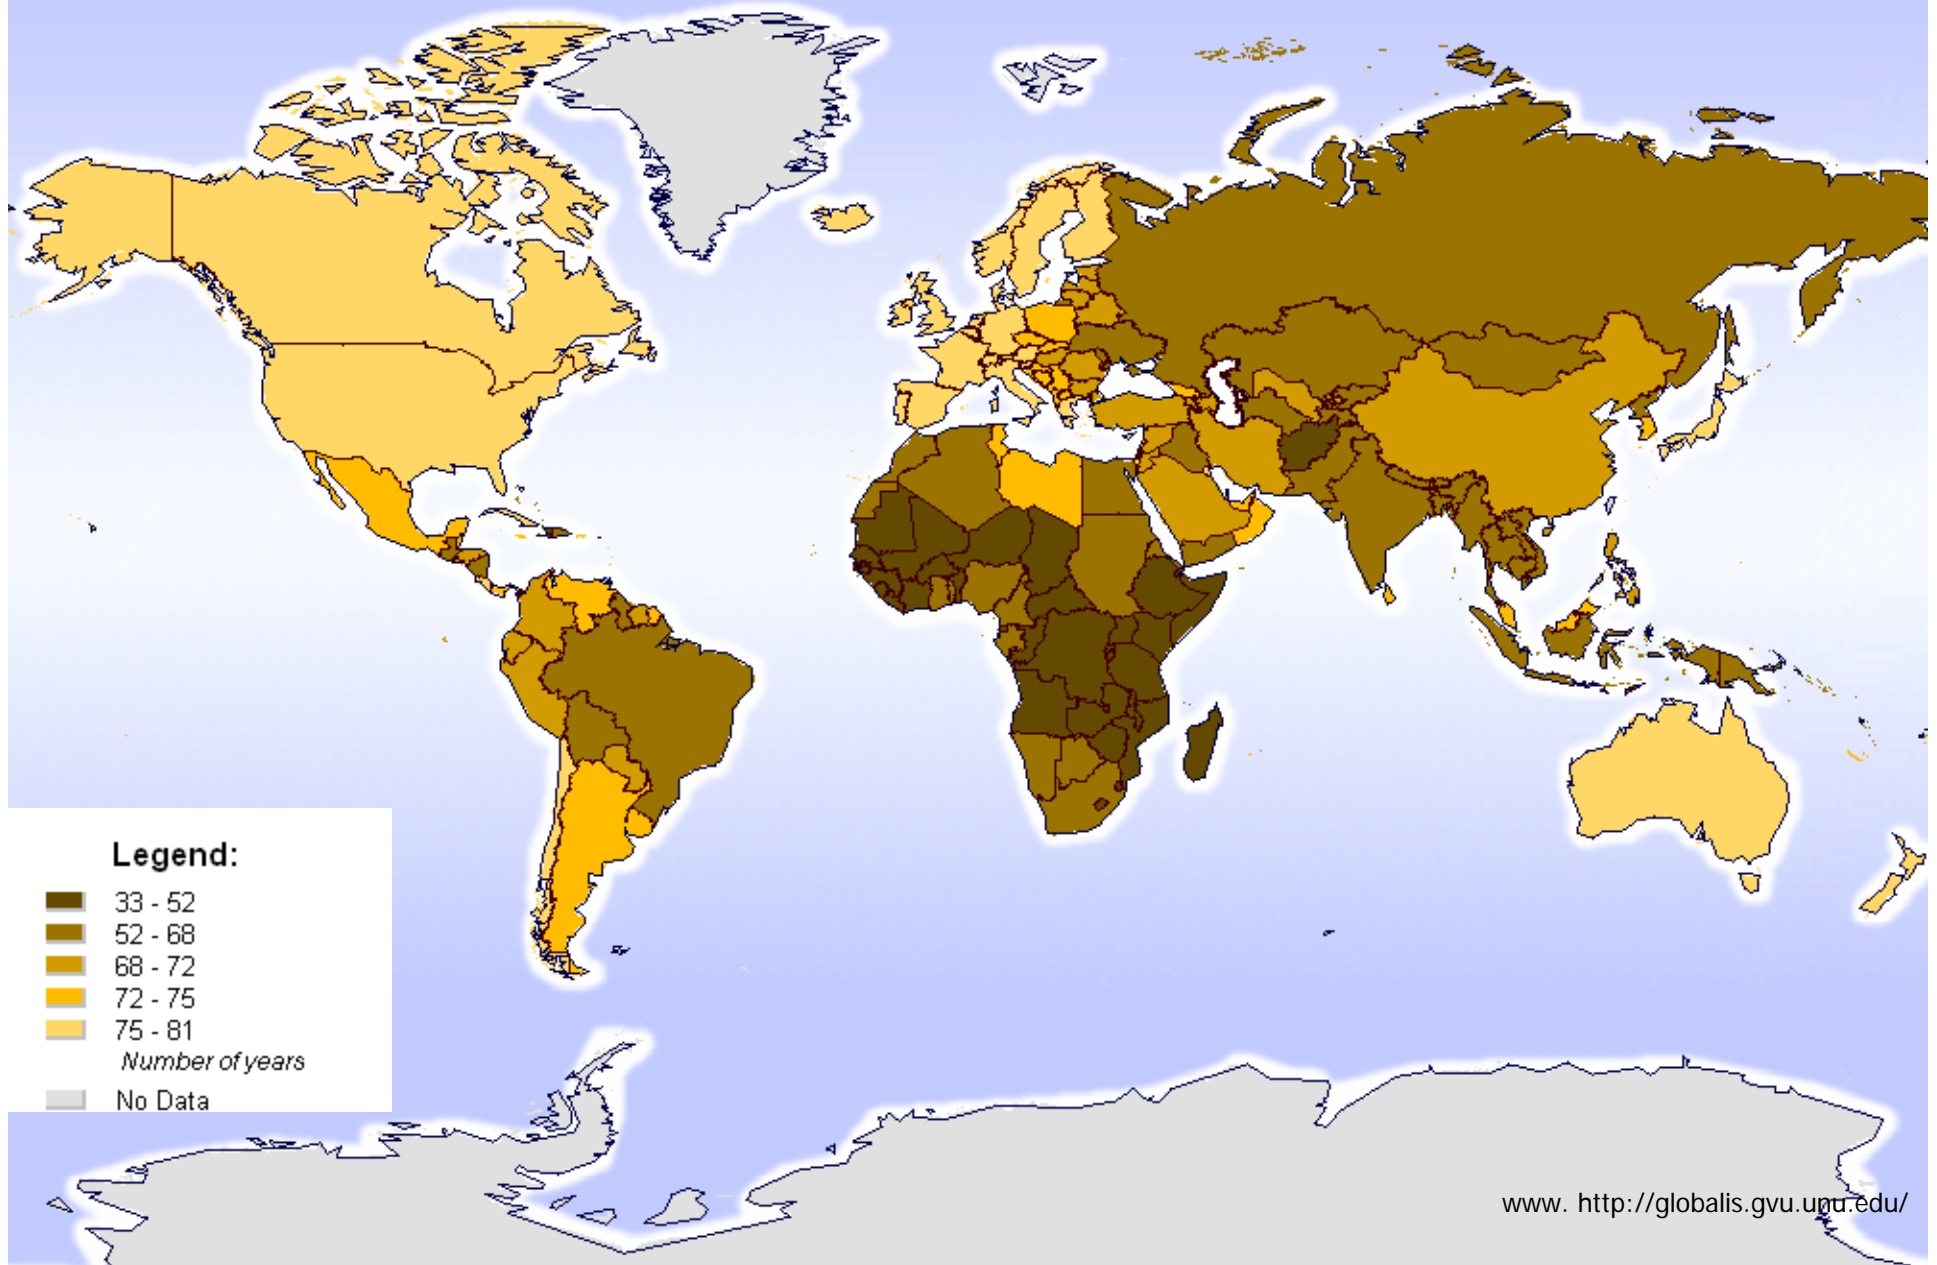 Legend:
33 - 52
52 - 68
68 - 72
72 - 75
75 - 81
Number of years
No Data
www. http://globalis.gvu.unu.edu/